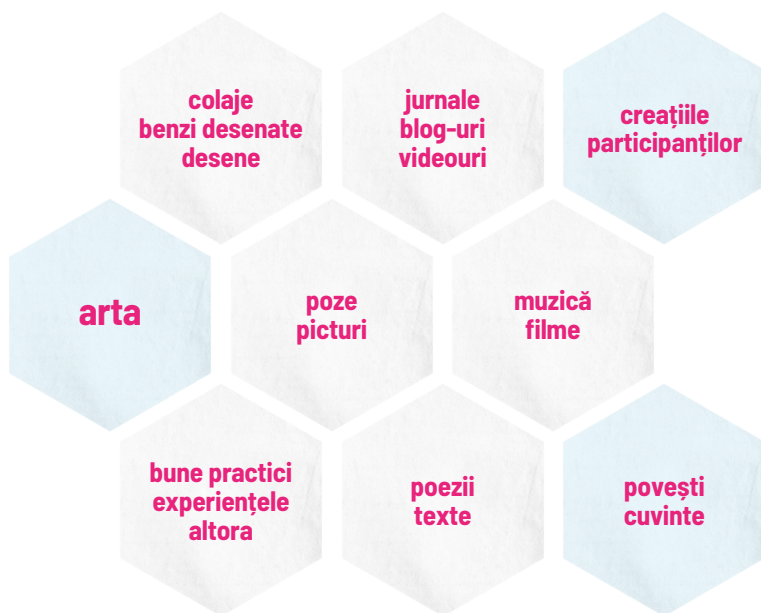 colaje
benzi desenate
desene
jurnale
blog-uri
videouri
creațiile
participanților
arta
poze
picturi
muzică
filme
bune practici
experiențele
altora
poezii
texte
povești
cuvinte